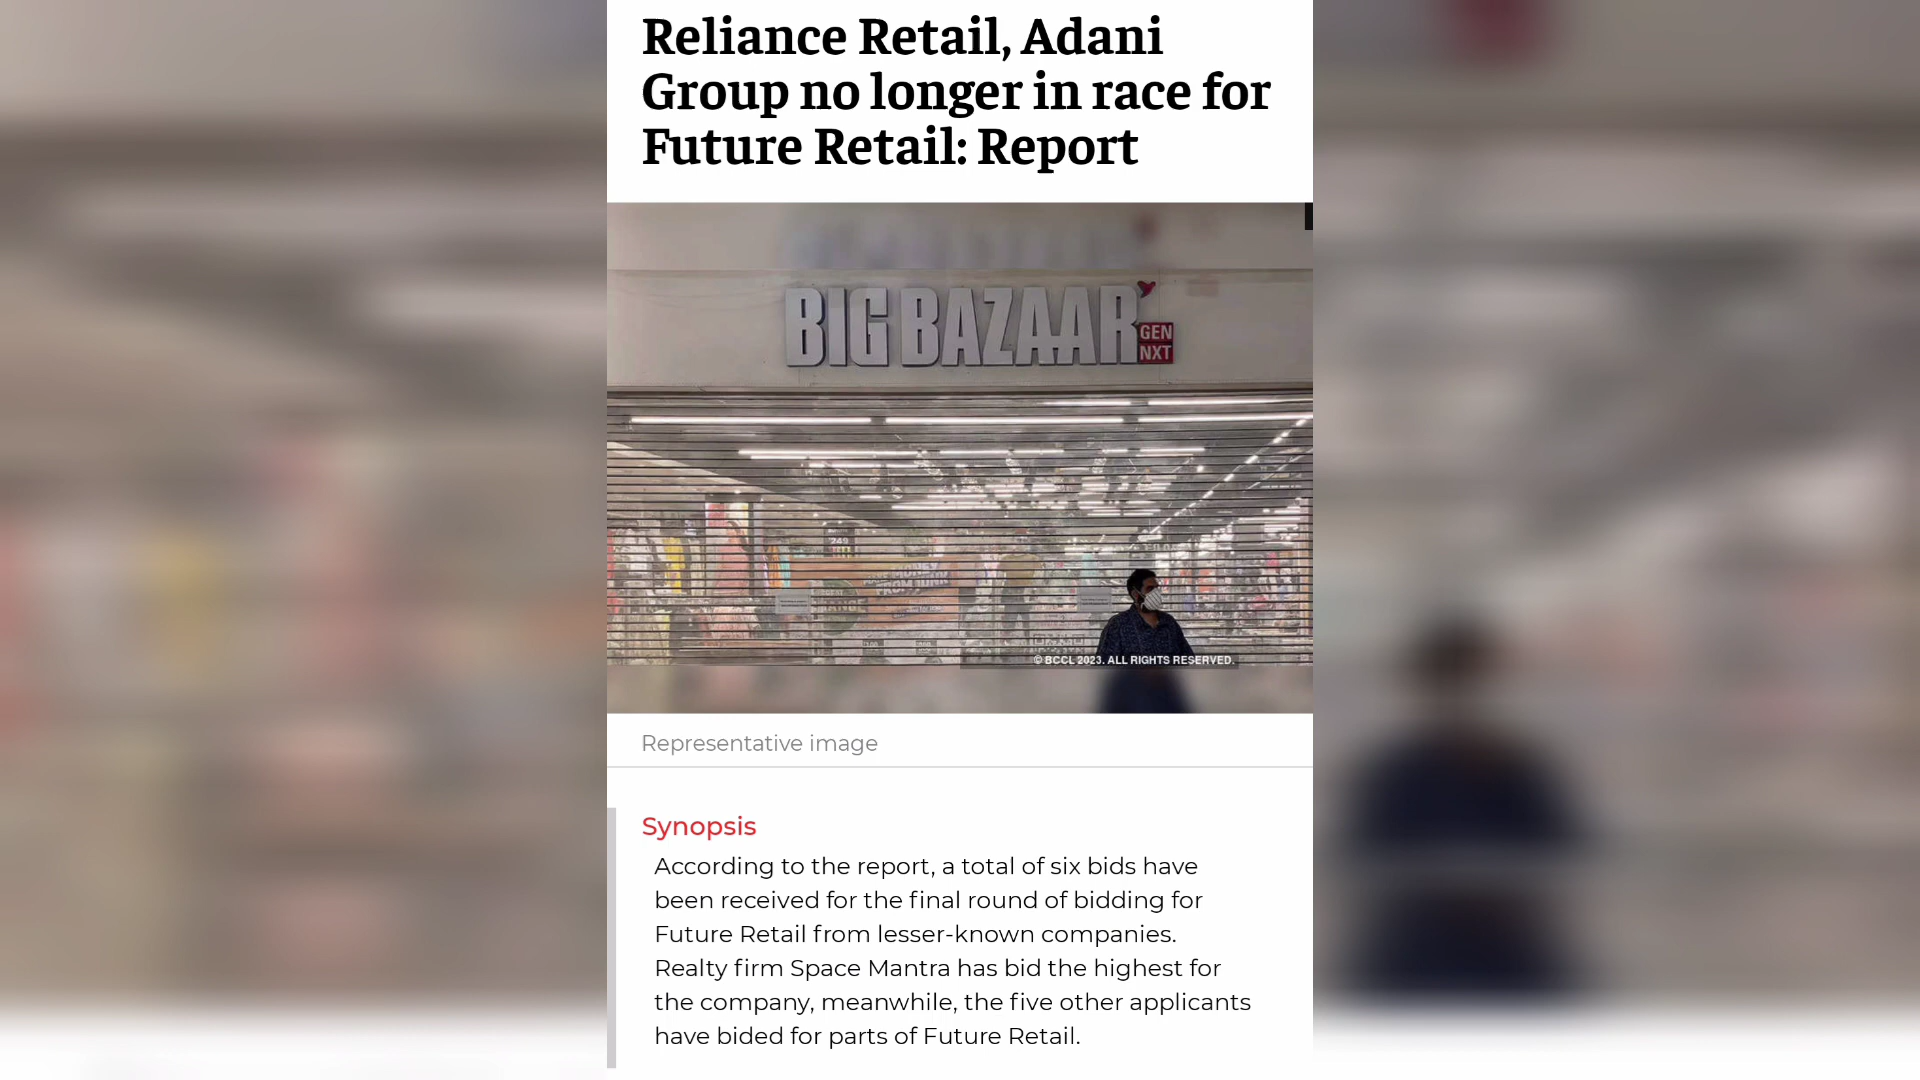 Reliance Retail, Adani
Group no longer in race for
Future Retail: Report
BIG BAZAAR
GEN
NXT
© BCCL 2023. ALL RIGHTS RESERVED.
Representative image
Synopsis
According to the report, a total of six bids have
been received for the final round of bidding for
Future Retail from lesser-known companies.
Realty firm Space Mantra has bid the highest for
the company, meanwhile, the five other applicants
have bided for parts of Future Retail.